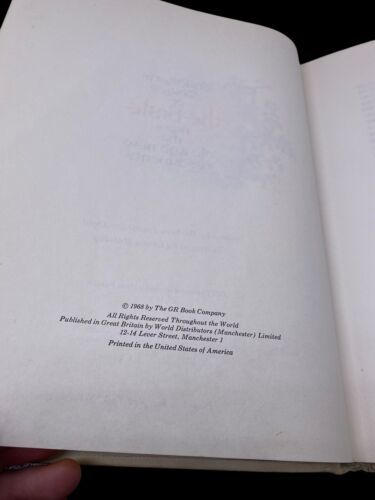 © 1968 by The GR Book Company
All Rights Reserved Throughout the World
Published in Great Britain by World Distributors (Manchester) Limited
12-14 Lever Street, Manchester 1
Printed in the United States of America